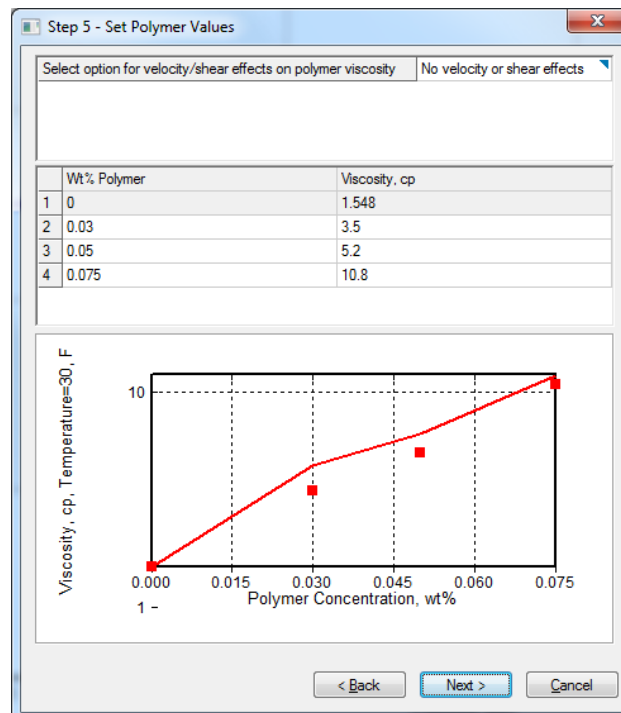 Step 5 - Set Polymer Values
Select option for velocity/shear effects on polymer viscosity No velocity or shear effects
Wt% Polymer Viscosity, cp
1 0 1.548
2 0.03 3.5
3 0.05 5.2
4 0.075 10.8
Viscosity, cp, Temperature=30, F
10
0.000 0.015 0.030 0.045 0.060 0.075
Polymer Concentration, wt%
1
< Back Next > Cancel